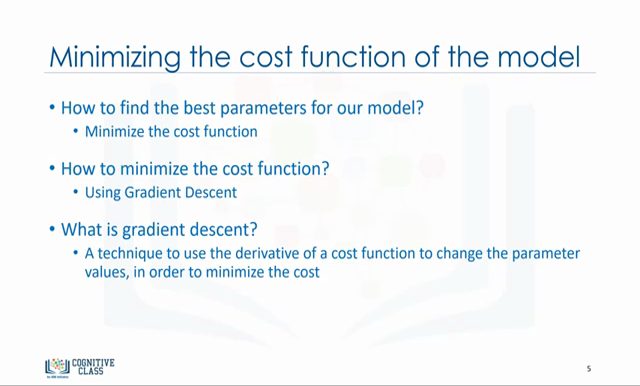 Minimizing the cost function of the model
• How to find the best parameters for our model?
• Minimize the cost function
• How to minimize the cost function?
• Using Gradient Descent
• What is gradient descent?
• A technique to use the derivative of a cost function to change the parameter
values, in order to minimize the cost
COGNITIVE
CLASS
5